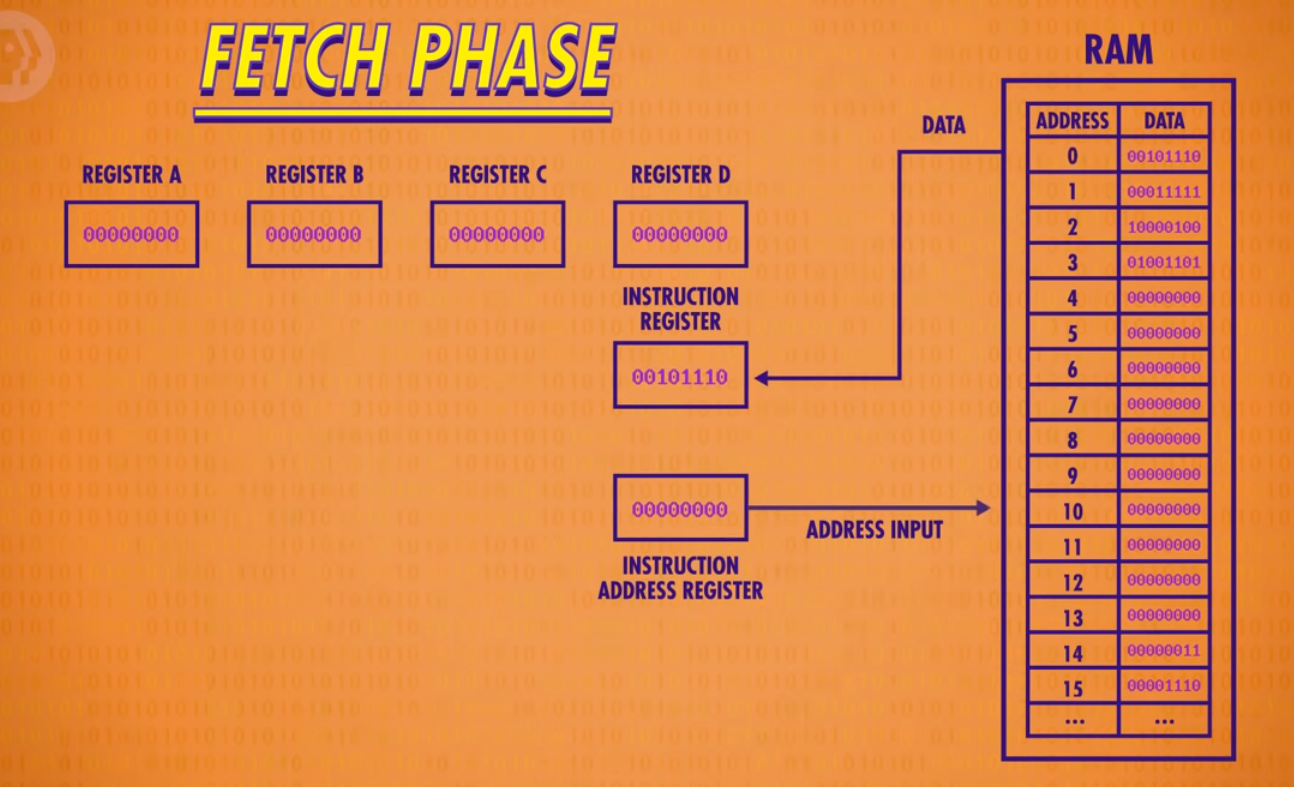 FETCH PHASE
RAM
REGISTER A
REGISTER B
REGISTER C
REGISTER D
00000000
00000000
00000000
00000000
INSTRUCTION
REGISTER
00101110
DATA
00000000
ADDRESS INPUT
INSTRUCTION
ADDRESS REGISTER
ADDRESS DATA
0 00101110
1 00011111
2 10000100
3 01001101
4 00000000
5 00000000
6 00000000
7 00000000
8 00000000
9 00000000
10 00000000
11 00000000
12 00000000
13 00000000
14 00000011
15 00001110
... ...